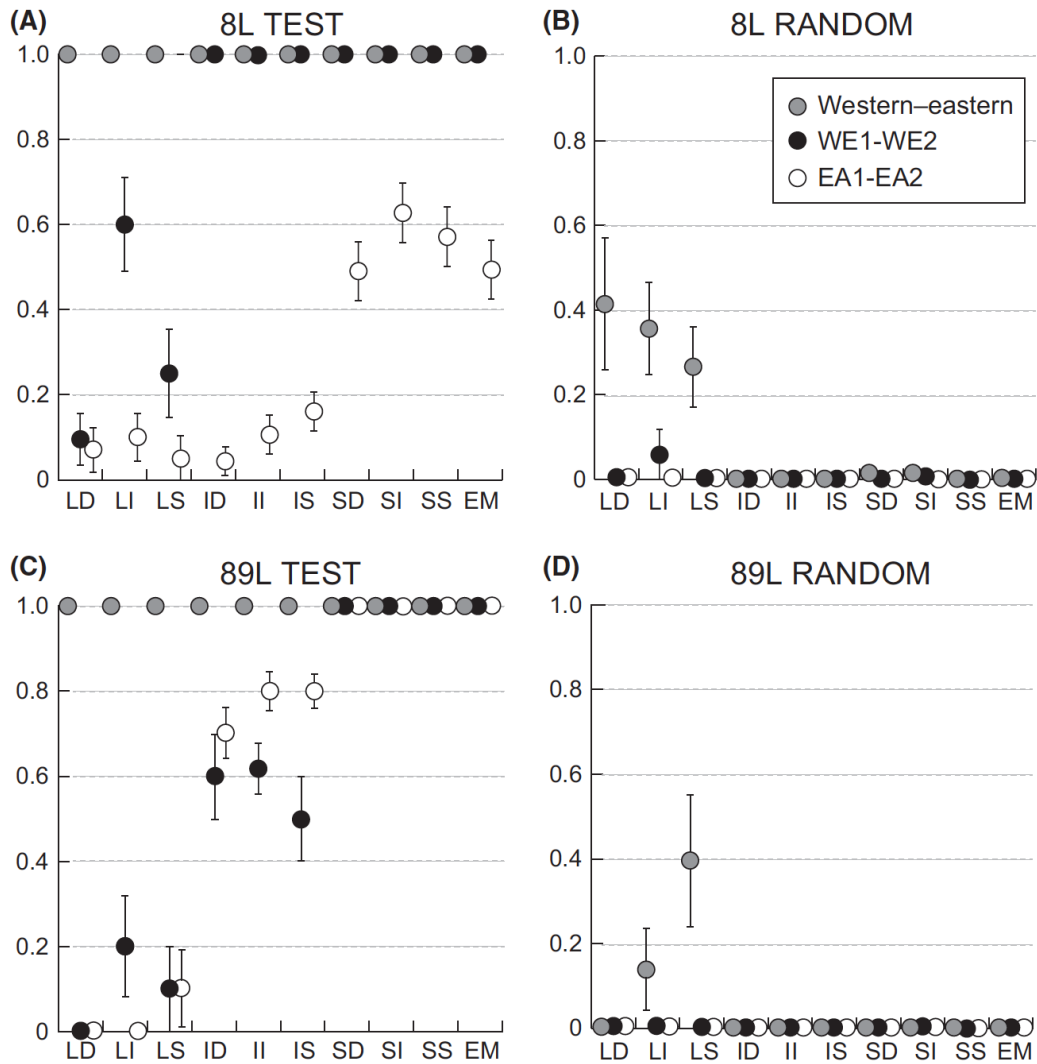 (A) 8L TEST
1.0
0.8
0.6
0.4
0.2
0
LD LI LS ID II IS SD SI SS EM
(B) 8L RANDOM
1.0
0.8
0.6
0.4
0.2
0
Western–eastern
WE1-WE2
EA1-EA2
LD LI LS ID II IS SD SI SS EM
(C) 89L TEST
1.0
0.8
0.6
0.4
0.2
0
LD LI LS ID II IS SD SI SS EM
(D) 89L RANDOM
1.0
0.8
0.6
0.4
0.2
0
LD LI LS ID II IS SD SI SS EM